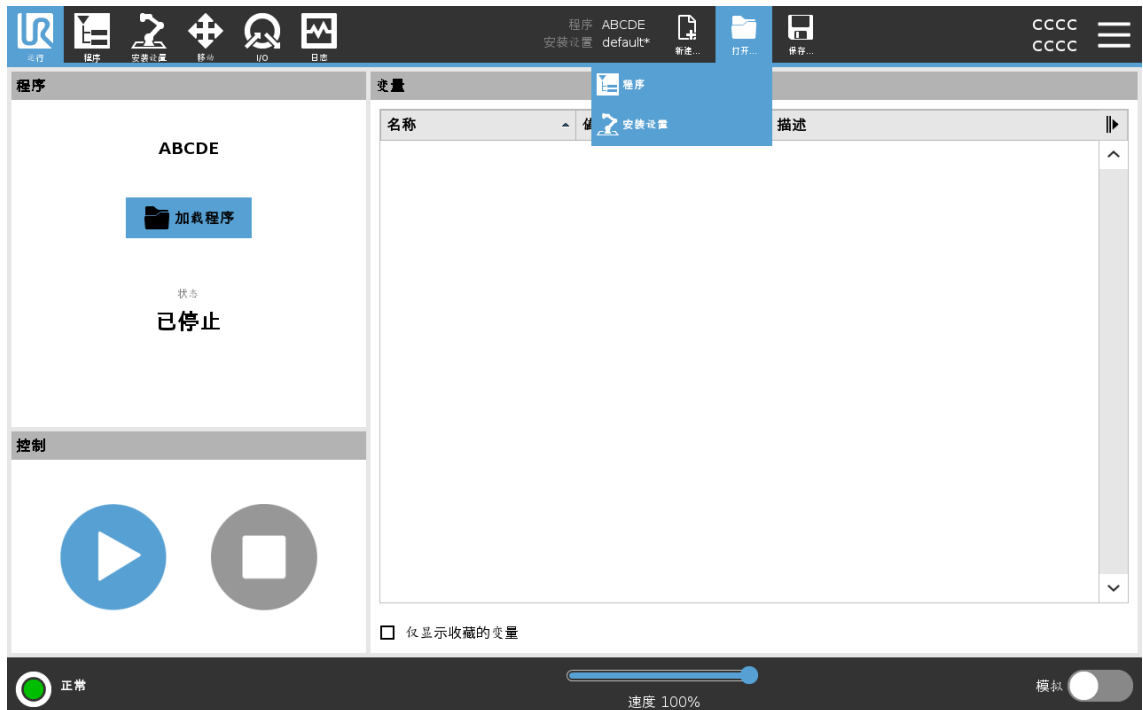 UR
运行
程序
安装设置
移动
I/O
日志
程序 ABCDE
安装设置 default*
新建...
打开...
保存...
CCCC
CCCC
程序
安装设置
程序
ABCDE
加载程序
状态
已停止
控制
变量
名称
描述
仅显示收藏的变量
正常
速度 100%
模拟